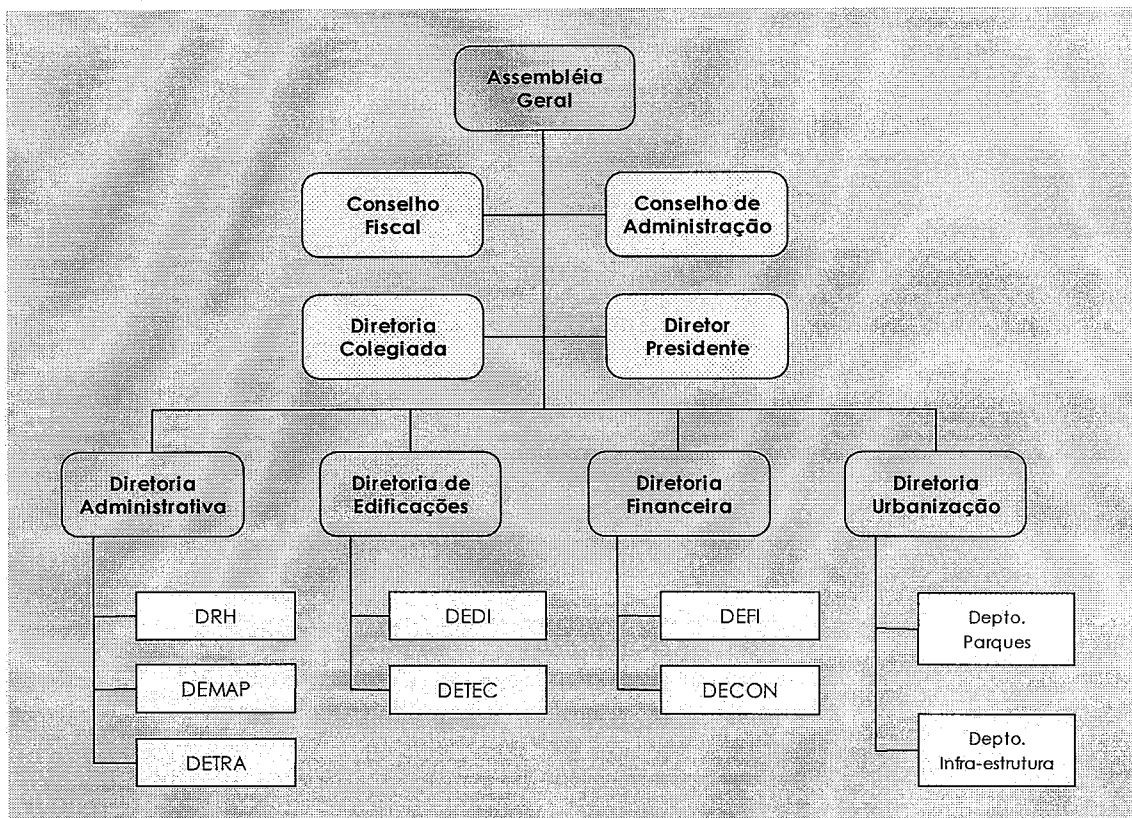 Assembléia
Geral
Conselho
Fiscal
Conselho de
Administração
Diretoria
Colegiada
Diretor
Presidente
Diretoria
Administrativa
Diretoria de
Edificações
Diretoria
Financeira
Diretoria
Urbanização
DRH
DEDI
DEFI
Depto.
Parques
DEMAP
DETEC
DECON
DETRA
Depto.
Infra-estrutura